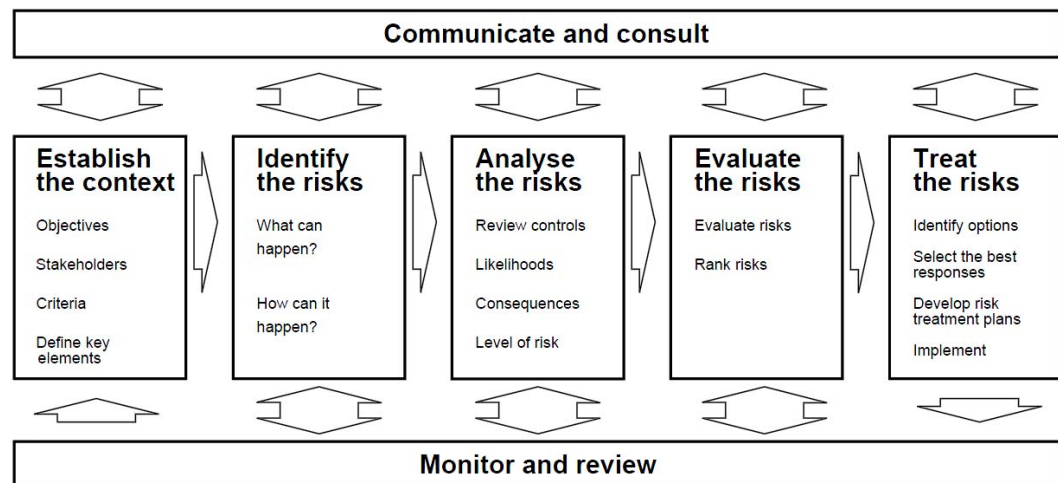 Communicate and consult
Establish
the context
Objectives
Stakeholders
Criteria
Define key
elements
Identify
the risks
What can
happen?
How can it
happen?
Analyse
the risks
Review controls
Likelihoods
Consequences
Level of risk
Evaluate
the risks
Evaluate risks
Rank risks
Treat
the risks
Identify options
Select the best
responses
Develop risk
treatment plans
Implement
Monitor and review